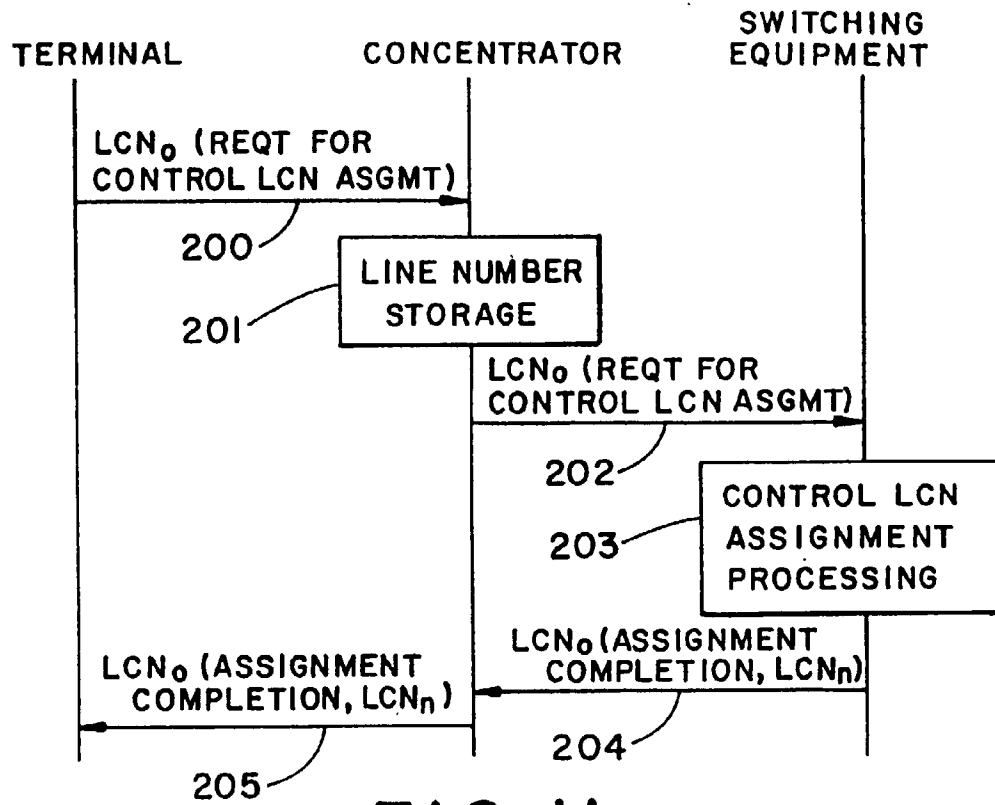 TERMINAL
CONCENTRATOR
SWITCHING
EQUIPMENT
LCN₀ (REQT FOR
CONTROL LCN ASGMT)
200
LINE NUMBER
STORAGE
201
LCN₀ (REQT FOR
CONTROL LCN ASGMT)
202
CONTROL LCN
ASSIGNMENT
PROCESSING
203
LCN₀ (ASSIGNMENT
COMPLETION, LCNₙ)
204
LCN₀ (ASSIGNMENT
COMPLETION, LCNₙ)
205